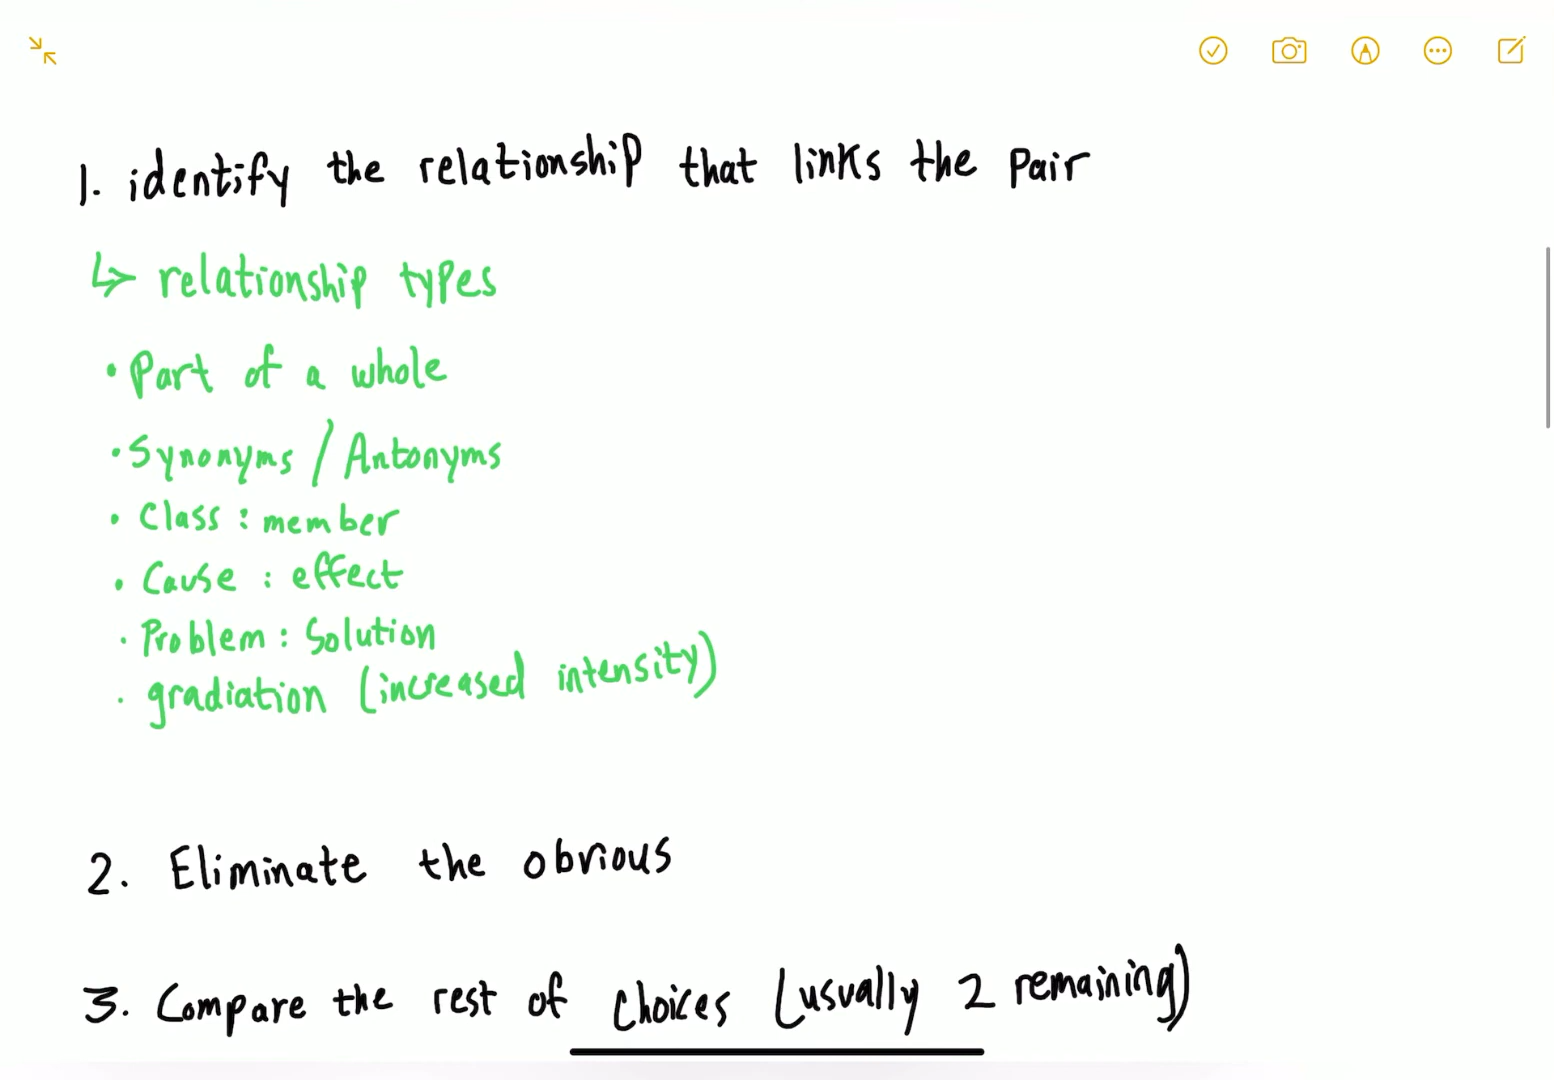 1. identify the relationship that links the pair
↳ relationship types
• Part of a whole
• Synonyms / Antonyms
• Class : member
• Cause : effect
• Problem : Solution
• gradiation (increased intensity)
2. Eliminate the obvious
3. Compare the rest of choices (usually 2 remaining)